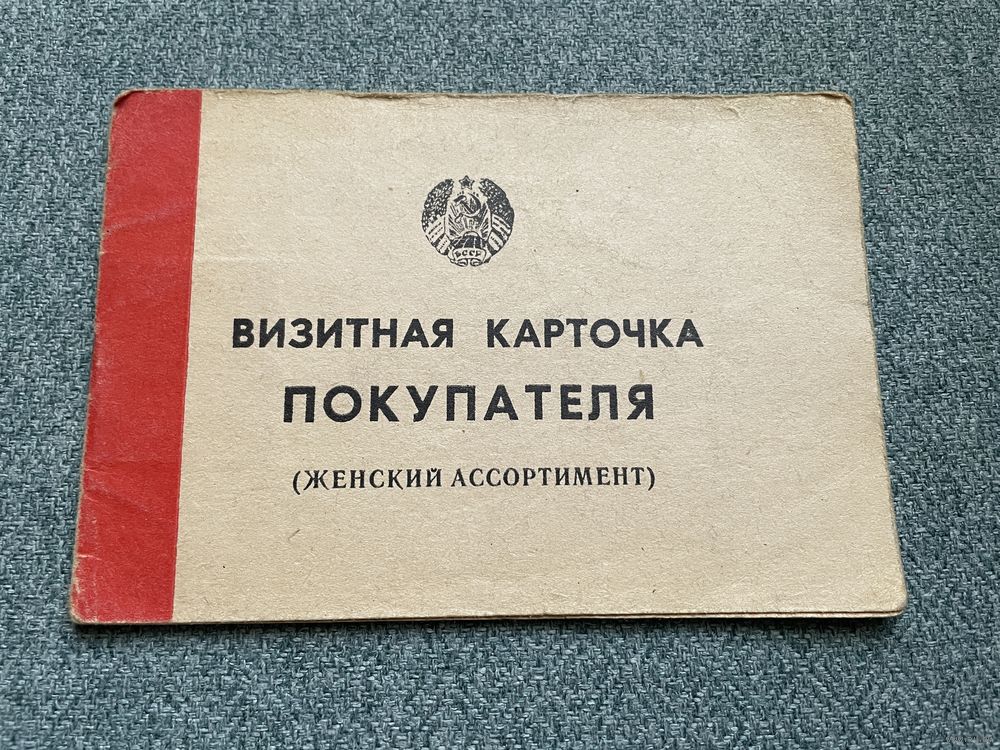 БССР
ВИЗИТНАЯ КАРТОЧКА
ПОКУПАТЕЛЯ
(ЖЕНСКИЙ АССОРТИМЕНТ)